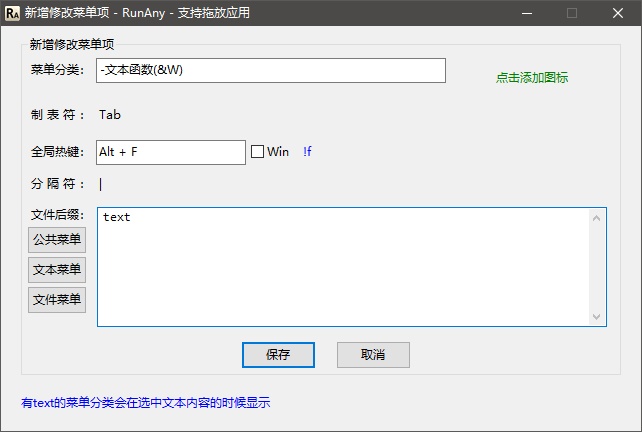 RA 新增修改菜单项 - RunAny - 支持拖放应用
新增修改菜单项
菜单分类: -文本函数(&W)
点击添加图标
制 表 符 : Tab
全局热键: Alt + F Win !f
分 隔 符 : |
文件后缀: text
公共菜单
文本菜单
文件菜单
保存 取消
有text的菜单分类会在选中文本内容的时候显示